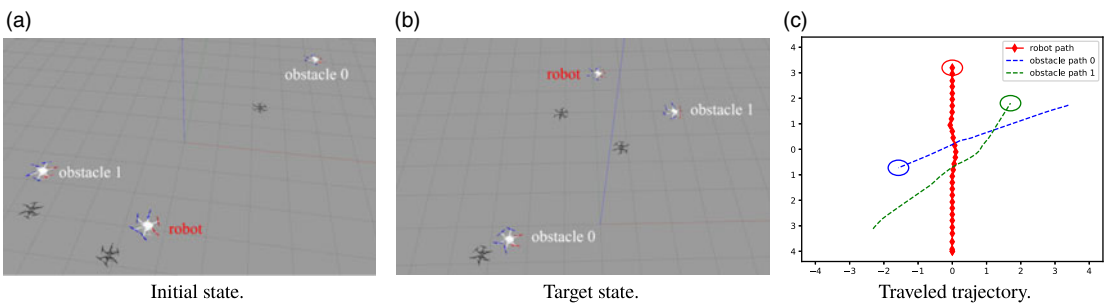 (a)
obstacle 0
obstacle 1
robot
Initial state.
(b)
robot
obstacle 1
obstacle 0
Target state.
(c)
robot path
obstacle path 0
obstacle path 1
4
3
2
1
0
1
2
3
4
−4 −3 −2 −1 0 1 2 3 4
Traveled trajectory.